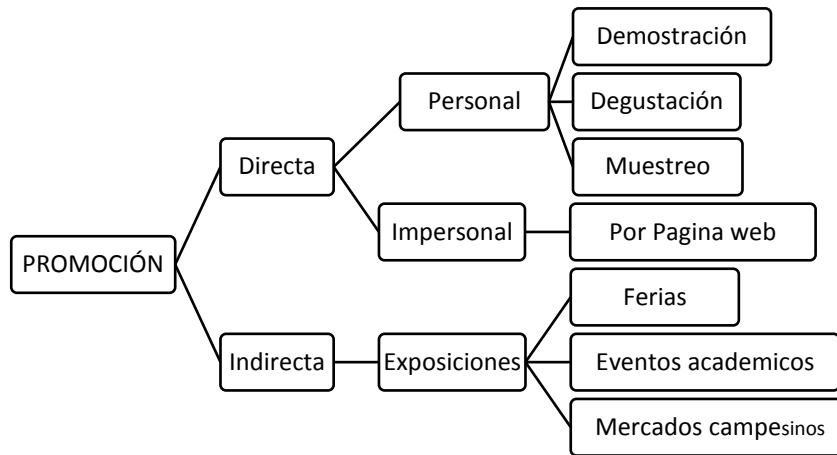 Demostración
Personal
Degustación
Directa
Muestreo
Impersonal
Por Pagina web
PROMOCIÓN
Ferias
Indirecta
Exposiciones
Eventos academicos
Mercados campesinos